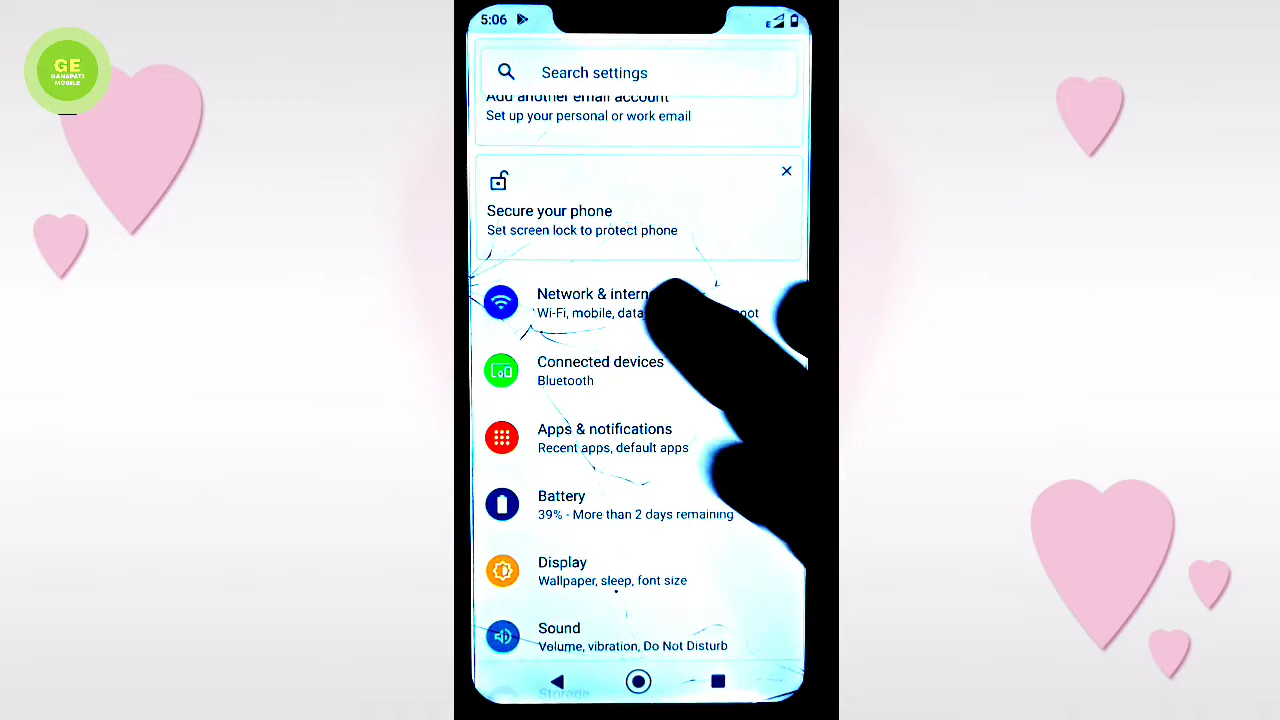 GE
GANAPATI
MOBILE
5:06
E
Search settings
Add another email account
Set up your personal or work email
Secure your phone
Set screen lock to protect phone
Network & intern
Wi-Fi, mobile, data
Connected devices
Bluetooth
Apps & notifications
Recent apps, default apps
Battery
39% - More than 2 days remaining
Display
Wallpaper, sleep, font size
Sound
Volume, vibration, Do Not Disturb
Storage